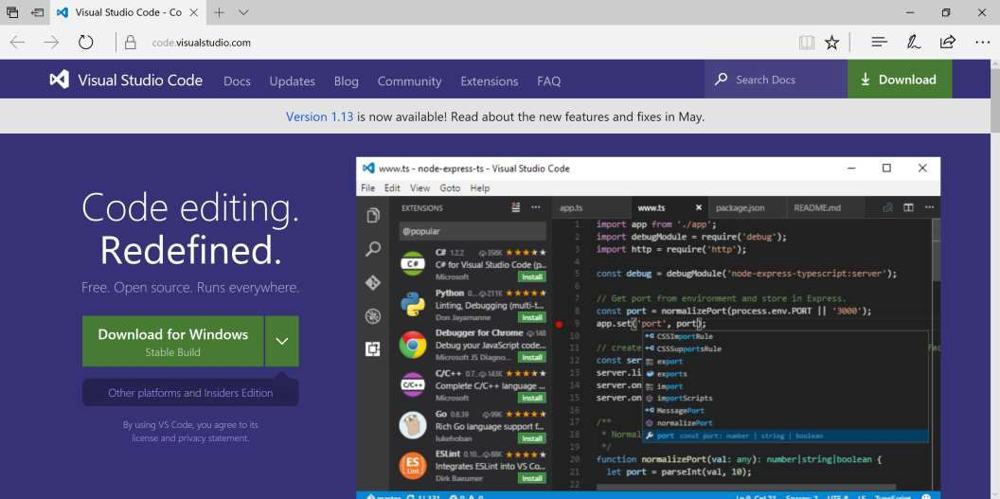 Visual Studio Code - Co
code.visualstudio.com
Visual Studio Code Docs Updates Blog Community Extensions FAQ Search Docs Download
Version 1.13 is now available! Read about the new features and fixes in May.
Code editing.
Redefined.
Free. Open source. Runs everywhere.
Download for Windows
Stable Build
Other platforms and Insiders Edition
By using VS Code, you agree to its
license and privacy statement.
www.ts - node-express-ts - Visual Studio Code
File Edit View Goto Help
EXTENSIONS
@popular
C# 1.2.2 356K
C# for Visual Studio Code (p...
Microsoft Install
Python 0... 211K
Linting, Debugging (multi-t...
Don Jayamanne Install
Debugger for Chrome 148
Debug your JavaScript code...
Microsoft JS Diagno... Install
C/C++ 0.7... 143K
Complete C/C++ language ...
Microsoft Install
Go 0.6.39 99K
Rich Go language support f...
lukehoban Install
ESLint 0.10... 88K
Integrates ESLint into VS Co...
Dirk Baeumer Install
app.ts www.ts package.json README.md
1 import app from './app';
2 import debugModule = require('debug');
3 import http = require('http');
4
5 const debug = debugModule('node-express-typescript:server');
6
7 // Get port from environment and store in Express.
8 const port = normalizePort(process.env.PORT || '3000');
9 app.set('port', port);
10
11 // create
12 const ser
13 server.li
14 server.on
15 server.on
16
17 /**
18 * Normal
19 */
20 function normalizePort(val: any): number|string|boolean {
21 let port = parseInt(val, 10);
22
CSSImportRule
CSSSupportsRule
export
exports
import
importScripts
MessagePort
normalizePort
port const port: number | string | boolean
master